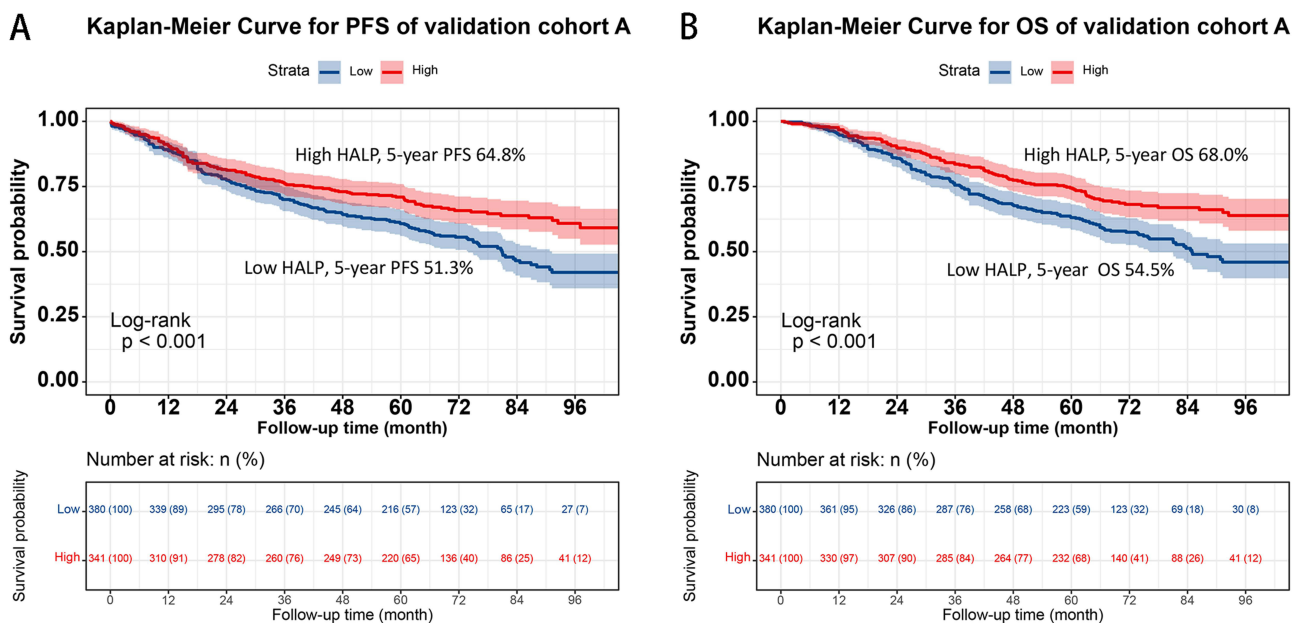 A
Kaplan-Meier Curve for PFS of validation cohort A
Strata Low High
Survival probability
1.00
0.75
0.50
0.25
0.00
High HALP, 5-year PFS 64.8%
Low HALP, 5-year PFS 51.3%
Log-rank
p < 0.001
0 12 24 36 48 60 72 84 96
Follow-up time (month)
Number at risk: n (%)
Survival probability
Low 380 (100) 339 (89) 295 (78) 266 (70) 245 (64) 216 (57) 123 (32) 65 (17) 27 (7)
High 341 (100) 310 (91) 278 (82) 260 (76) 249 (73) 220 (65) 136 (40) 86 (25) 41 (12)
0 12 24 36 48 60 72 84 96
Follow-up time (month)
B
Kaplan-Meier Curve for OS of validation cohort A
Strata Low High
Survival probability
1.00
0.75
0.50
0.25
0.00
High HALP, 5-year OS 68.0%
Low HALP, 5-year OS 54.5%
Log-rank
p < 0.001
0 12 24 36 48 60 72 84 96
Follow-up time (month)
Number at risk: n (%)
Survival probability
Low 380 (100) 361 (95) 326 (86) 287 (76) 258 (68) 223 (59) 123 (32) 69 (18) 30 (8)
High 341 (100) 330 (97) 307 (90) 285 (84) 264 (77) 232 (68) 140 (41) 88 (26) 41 (12)
0 12 24 36 48 60 72 84 96
Follow-up time (month)